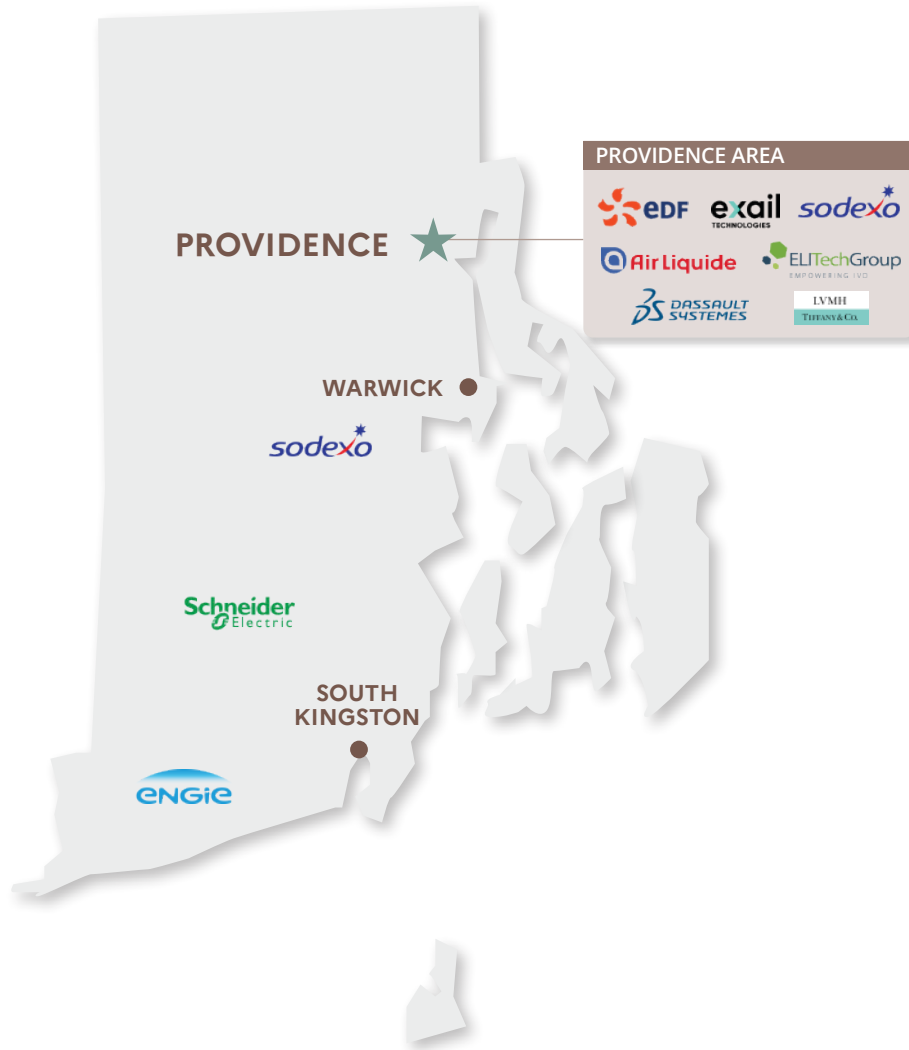 PROVIDENCE AREA
eDF
exail
TECHNOLOGIES
sodexo
Air Liquide
ELITechGroup
EMPOWERING IVD
3S DASSAULT
SYSTEMES
LVMH
TIFFANY & CO.
PROVIDENCE
WARWICK
sodexo
Schneider
Electric
SOUTH
KINGSTON
ENGiE